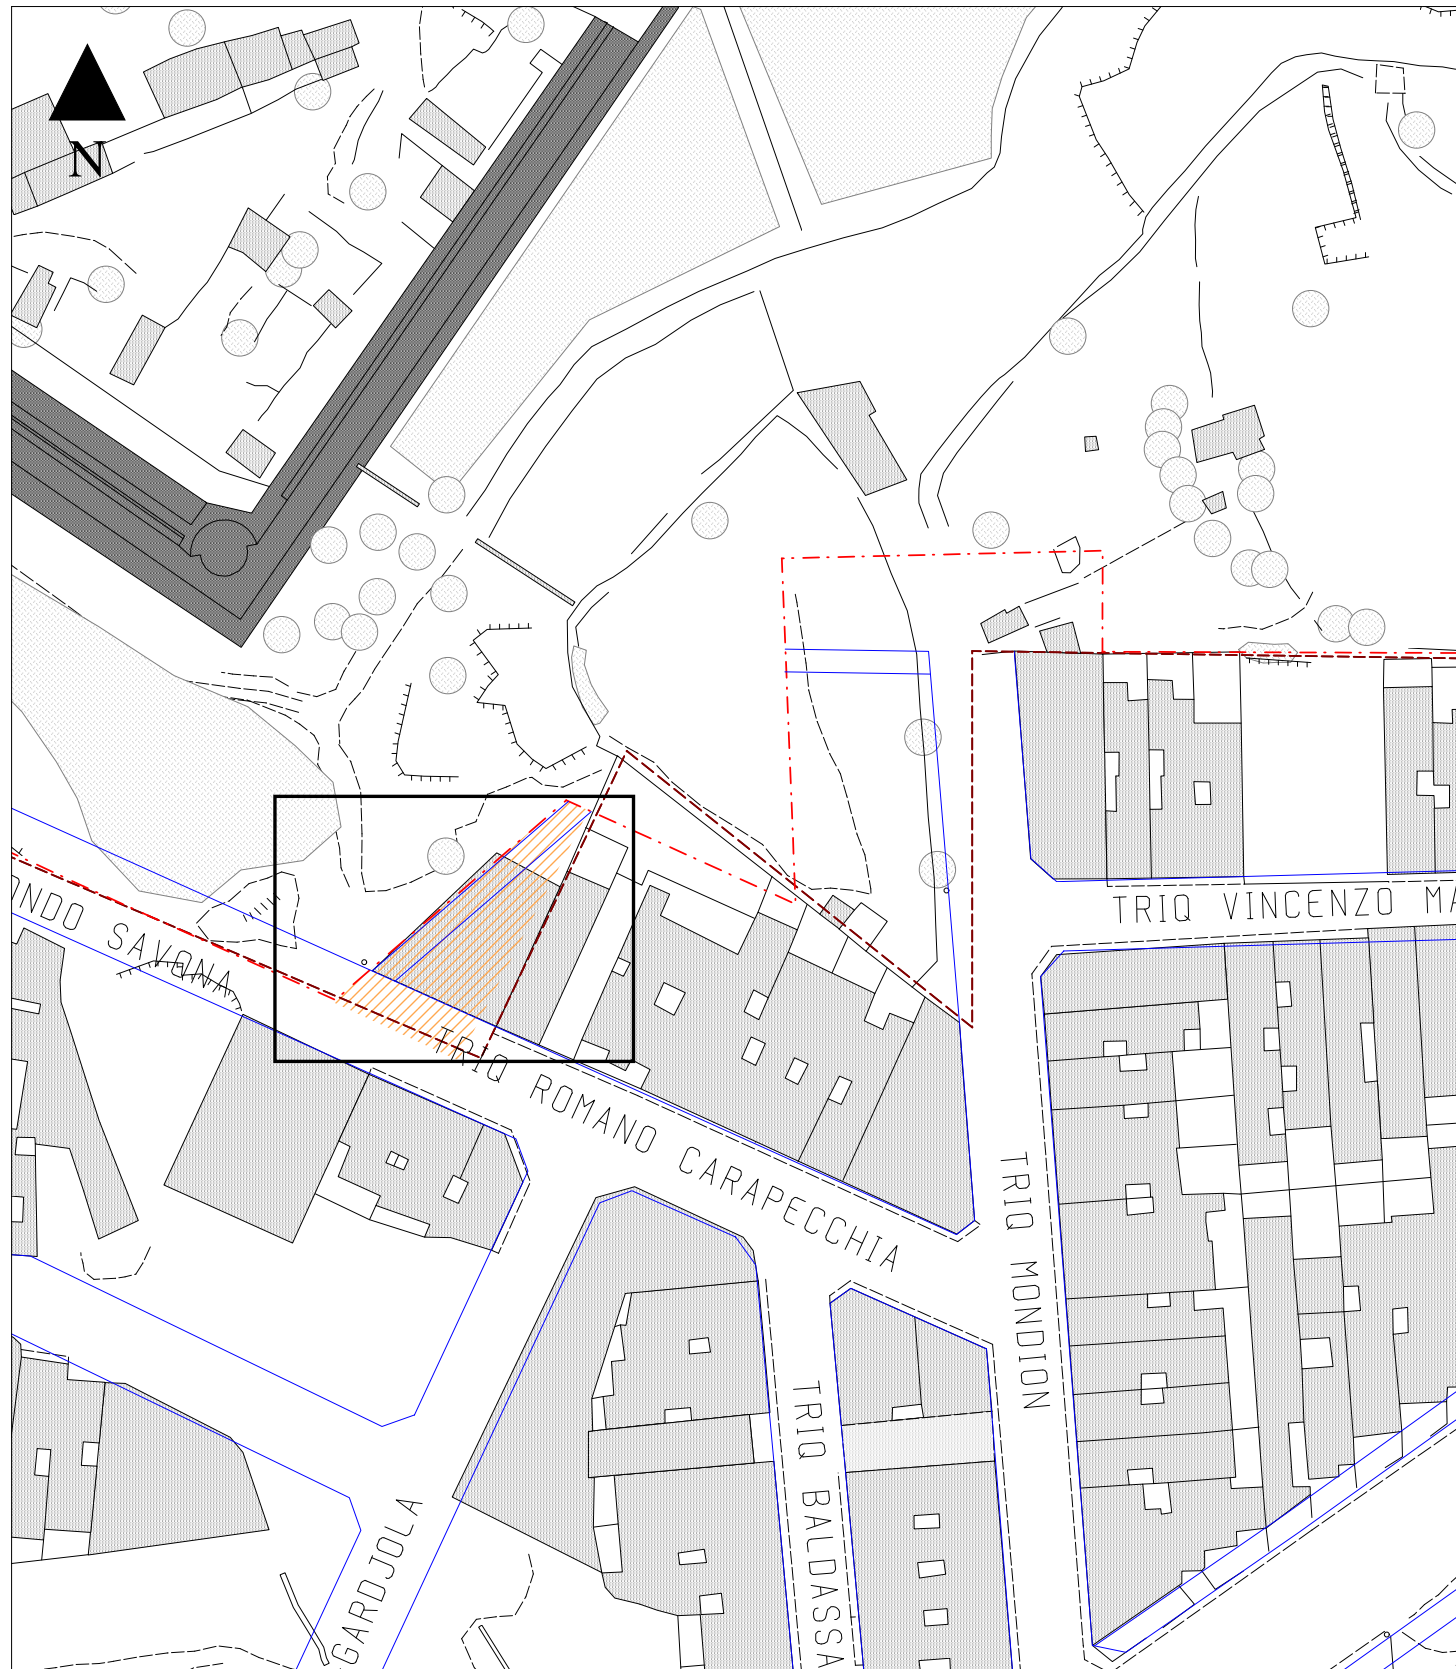 N
ONDO SAVONA
TRIQ VINCENZO MA
TRIQ ROMANO CARAPECCHIA
TRIQ MONDION
TRIQ BALDASSA
GARDJOLA